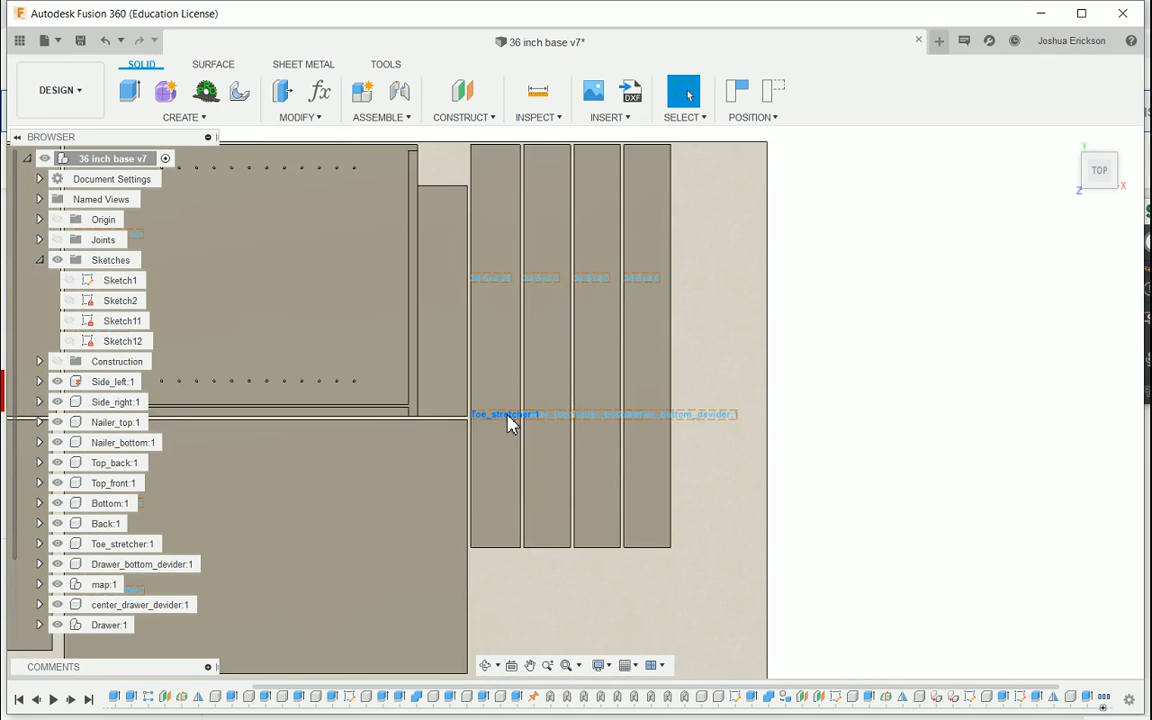 Autodesk Fusion 360 (Education License)
36 inch base v7*
Joshua Erickson
SOLID SURFACE SHEET METAL TOOLS
DESIGN
CREATE MODIFY ASSEMBLE CONSTRUCT INSPECT INSERT SELECT POSITION
DXF
BROWSER
36 inch base v7
Document Settings
Named Views
Origin
Joints
Sketches
Sketch1
Sketch2
Sketch11
Sketch12
Construction
Side_left:1
Side_right:1
Nailer_top:1
Nailer_bottom:1
Top_back:1
Top_front:1
Bottom:1
Back:1
Toe_stretcher:1
Drawer_bottom_devider:1
map:1
center_drawer_devider:1
Drawer:1
Toe_stretcher:1
TOP
Y
X
Z
COMMENTS